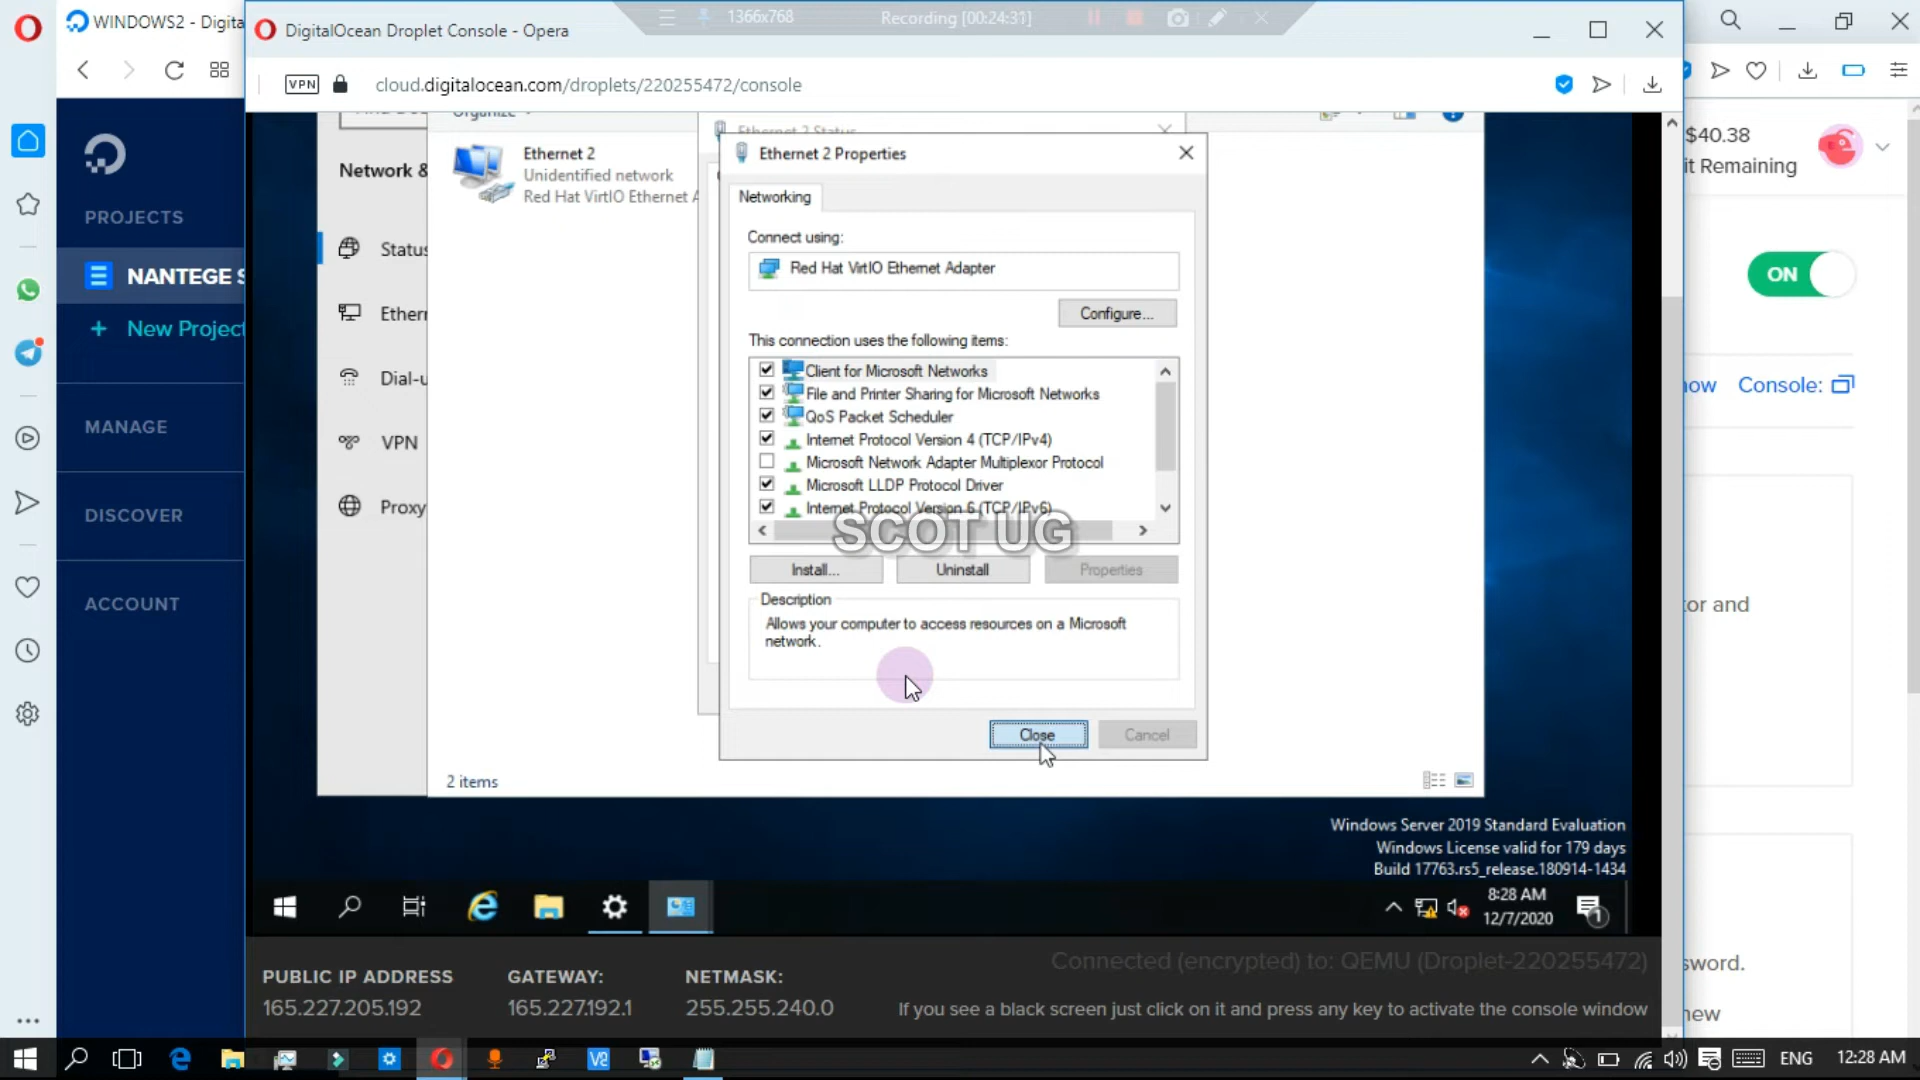 WINDOWS2 - Digita
DigitalOcean Droplet Console - Opera
1366x768
Recording [00:24:31]
VPN
cloud.digitalocean.com/droplets/220255472/console
$40.38
it Remaining
PROJECTS
NANTEGE S
+ New Project
MANAGE
DISCOVER
ACCOUNT
ON
Console:
tor and
sword.
new
Organize
Network &
Status
Ethern
Dial-u
VPN
Proxy
Ethernet 2
Unidentified network
Red Hat VirtIO Ethernet A
Ethernet 2 Status
Ethernet 2 Properties
Networking
Connect using:
Red Hat VirtIO Ethernet Adapter
Configure...
This connection uses the following items:
Client for Microsoft Networks
File and Printer Sharing for Microsoft Networks
QoS Packet Scheduler
Internet Protocol Version 4 (TCP/IPv4)
Microsoft Network Adapter Multiplexor Protocol
Microsoft LLDP Protocol Driver
Internet Protocol Version 6 (TCP/IPv6)
SCOT UG
Install...
Uninstall
Properties
Description
Allows your computer to access resources on a Microsoft
network.
Close
Cancel
2 items
Windows Server 2019 Standard Evaluation
Windows License valid for 179 days
Build 17763.rs5_release.180914-1434
8:28 AM
12/7/2020
1
Connected (encrypted) to: QEMU (Droplet-220255472)
PUBLIC IP ADDRESS
165.227.205.192
GATEWAY:
165.227.192.1
NETMASK:
255.255.240.0
If you see a black screen just click on it and press any key to activate the console window
ENG
12:28 AM